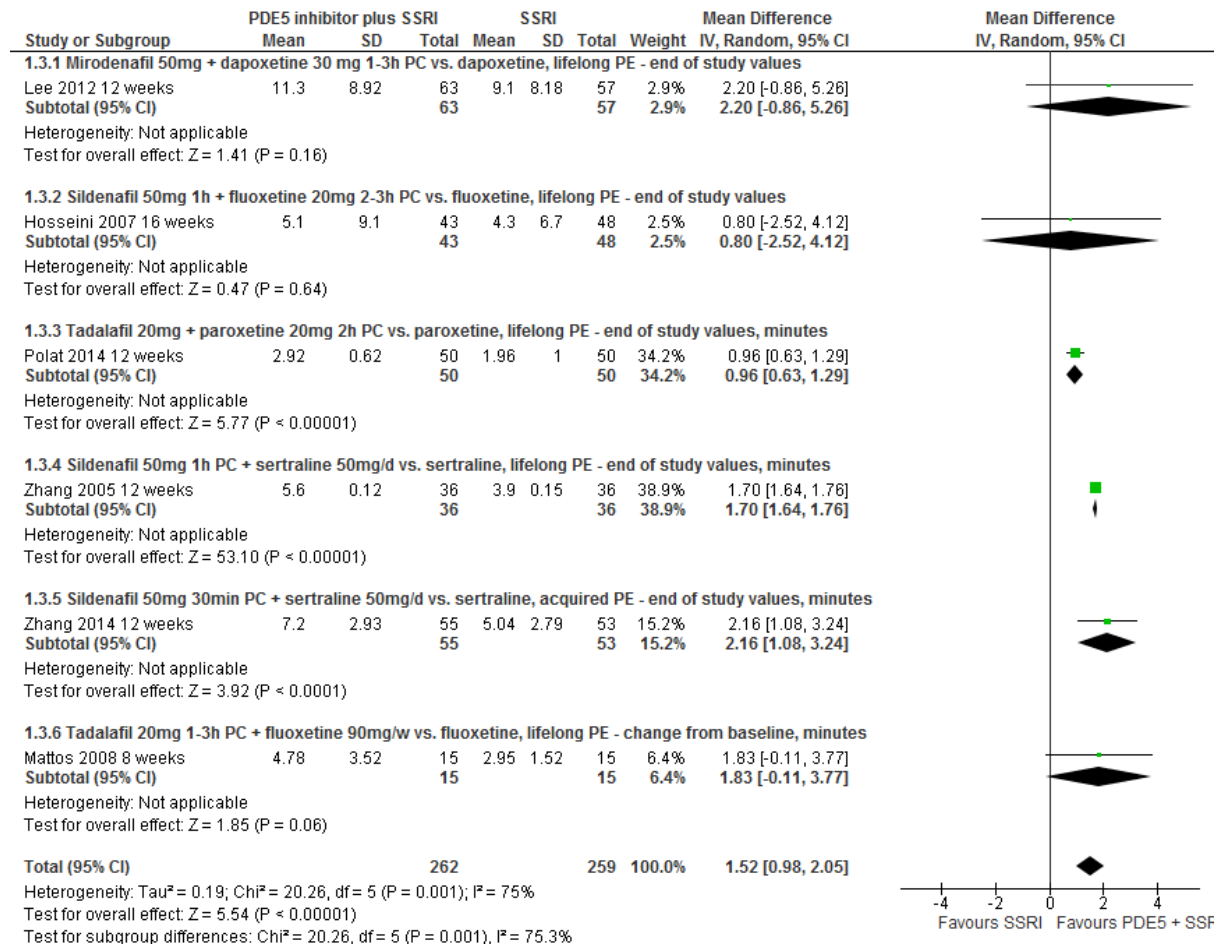 PDE5 inhibitor plus SSRI SSRI Mean Difference Mean Difference
Study or Subgroup Mean SD Total Mean SD Total Weight IV, Random, 95% CI IV, Random, 95% CI
1.3.1 Mirodenafil 50mg + dapoxetine 30 mg 1-3h PC vs. dapoxetine, lifelong PE - end of study values
Lee 2012 12 weeks 11.3 8.92 63 9.1 8.18 57 2.9% 2.20 [-0.86, 5.26]
Subtotal (95% CI) 63 57 2.9% 2.20 [-0.86, 5.26]
Heterogeneity: Not applicable
Test for overall effect: Z = 1.41 (P = 0.16)
1.3.2 Sildenafil 50mg 1h + fluoxetine 20mg 2-3h PC vs. fluoxetine, lifelong PE - end of study values
Hosseini 2007 16 weeks 5.1 9.1 43 4.3 6.7 48 2.5% 0.80 [-2.52, 4.12]
Subtotal (95% CI) 43 48 2.5% 0.80 [-2.52, 4.12]
Heterogeneity: Not applicable
Test for overall effect: Z = 0.47 (P = 0.64)
1.3.3 Tadalafil 20mg + paroxetine 20mg 2h PC vs. paroxetine, lifelong PE - end of study values, minutes
Polat 2014 12 weeks 2.92 0.62 50 1.96 1 50 34.2% 0.96 [0.63, 1.29]
Subtotal (95% CI) 50 50 34.2% 0.96 [0.63, 1.29]
Heterogeneity: Not applicable
Test for overall effect: Z = 5.77 (P < 0.00001)
1.3.4 Sildenafil 50mg 1h PC + sertraline 50mg/d vs. sertraline, lifelong PE - end of study values, minutes
Zhang 2005 12 weeks 5.6 0.12 36 3.9 0.15 36 38.9% 1.70 [1.64, 1.76]
Subtotal (95% CI) 36 36 38.9% 1.70 [1.64, 1.76]
Heterogeneity: Not applicable
Test for overall effect: Z = 53.10 (P < 0.00001)
1.3.5 Sildenafil 50mg 30min PC + sertraline 50mg/d vs. sertraline, acquired PE - end of study values, minutes
Zhang 2014 12 weeks 7.2 2.93 55 5.04 2.79 53 15.2% 2.16 [1.08, 3.24]
Subtotal (95% CI) 55 53 15.2% 2.16 [1.08, 3.24]
Heterogeneity: Not applicable
Test for overall effect: Z = 3.92 (P < 0.0001)
1.3.6 Tadalafil 20mg 1-3h PC + fluoxetine 90mg/w vs. fluoxetine, lifelong PE - change from baseline, minutes
Mattos 2008 8 weeks 4.78 3.52 15 2.95 1.52 15 6.4% 1.83 [-0.11, 3.77]
Subtotal (95% CI) 15 15 6.4% 1.83 [-0.11, 3.77]
Heterogeneity: Not applicable
Test for overall effect: Z = 1.85 (P = 0.06)
Total (95% CI) 262 259 100.0% 1.52 [0.98, 2.05]
Heterogeneity: Tau² = 0.19; Chi² = 20.26, df = 5 (P = 0.001); I² = 75%
Test for overall effect: Z = 5.54 (P < 0.00001)
Test for subgroup differences: Chi² = 20.26, df = 5 (P = 0.001), I² = 75.3%
-4 -2 0 2 4
Favours SSRI Favours PDE5 + SSR